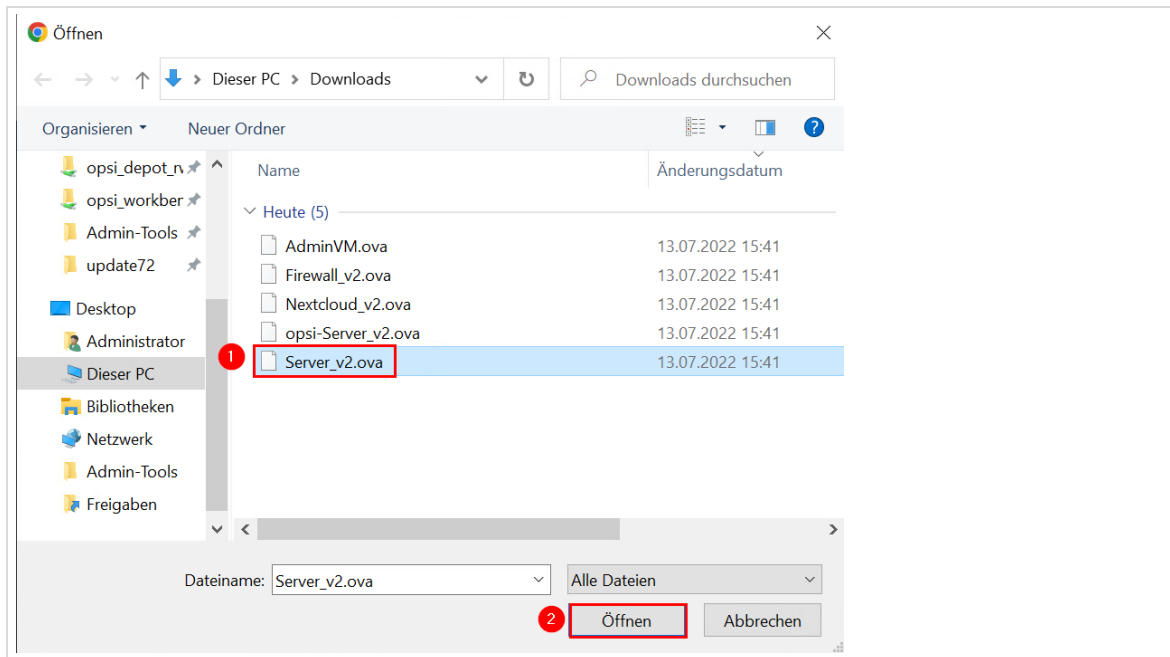 Öffnen
Dieser PC > Downloads
Downloads durchsuchen
Organisieren
Neuer Ordner
?
opsi_depot_rv
opsi_workber
Admin-Tools
update72
Desktop
Administrator
Dieser PC
Bibliotheken
Netzwerk
Admin-Tools
Freigaben
Name Änderungsdatum
Heute (5)
AdminVM.ova 13.07.2022 15:41
Firewall_v2.ova 13.07.2022 15:41
Nextcloud_v2.ova 13.07.2022 15:41
opsi-Server_v2.ova 13.07.2022 15:41
1 Server_v2.ova 13.07.2022 15:41
Dateiname: Server_v2.ova Alle Dateien
2 Öffnen Abbrechen